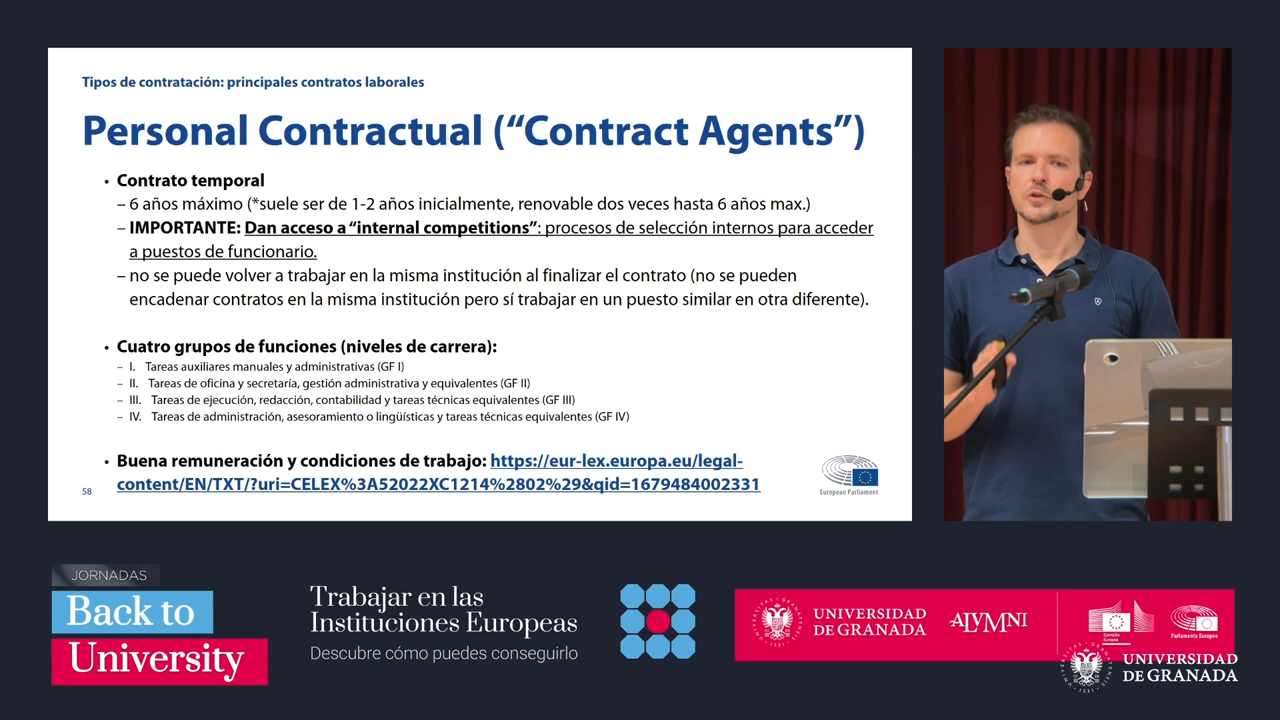 Tipos de contratación: principales contratos laborales
Personal Contractual (“Contract Agents”)
• Contrato temporal
– 6 años máximo (*suele ser de 1-2 años inicialmente, renovable dos veces hasta 6 años max.)
– IMPORTANTE: Dan acceso a “internal competitions”: procesos de selección internos para acceder
a puestos de funcionario.
– no se puede volver a trabajar en la misma institución al finalizar el contrato (no se pueden
encadenar contratos en la misma institución pero sí trabajar en un puesto similar en otra diferente).
• Cuatro grupos de funciones (niveles de carrera):
– I. Tareas auxiliares manuales y administrativas (GF I)
– II. Tareas de oficina y secretaría, gestión administrativa y equivalentes (GF II)
– III. Tareas de ejecución, redacción, contabilidad y tareas técnicas equivalentes (GF III)
– IV. Tareas de administración, asesoramiento o lingüísticas y tareas técnicas equivalentes (GF IV)
• Buena remuneración y condiciones de trabajo: https://eur-lex.europa.eu/legal-
content/EN/TXT/?uri=CELEX%3A52022XC1214%2802%29&qid=1679484002331
58
European Parliament
JORNADAS
Back to
University
Trabajar en las
Instituciones Europeas
Descubre cómo puedes conseguirlo
UNIVERSIDAD
DE GRANADA
ALVMNI
Comisión
Europea
Parlamento Europeo
UNIVERSIDAD
DE GRANADA